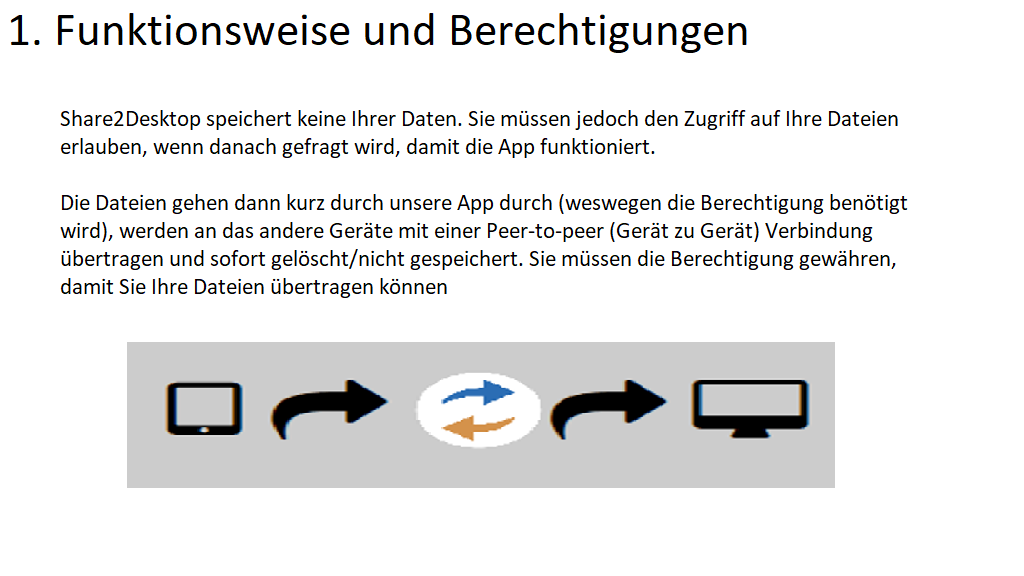 1. Funktionsweise und Berechtigungen
Share2Desktop speichert keine Ihrer Daten. Sie müssen jedoch den Zugriff auf Ihre Dateien
erlauben, wenn danach gefragt wird, damit die App funktioniert.
Die Dateien gehen dann kurz durch unsere App durch (weswegen die Berechtigung benötigt
wird), werden an das andere Geräte mit einer Peer-to-peer (Gerät zu Gerät) Verbindung
übertragen und sofort gelöscht/nicht gespeichert. Sie müssen die Berechtigung gewähren,
damit Sie Ihre Dateien übertragen können